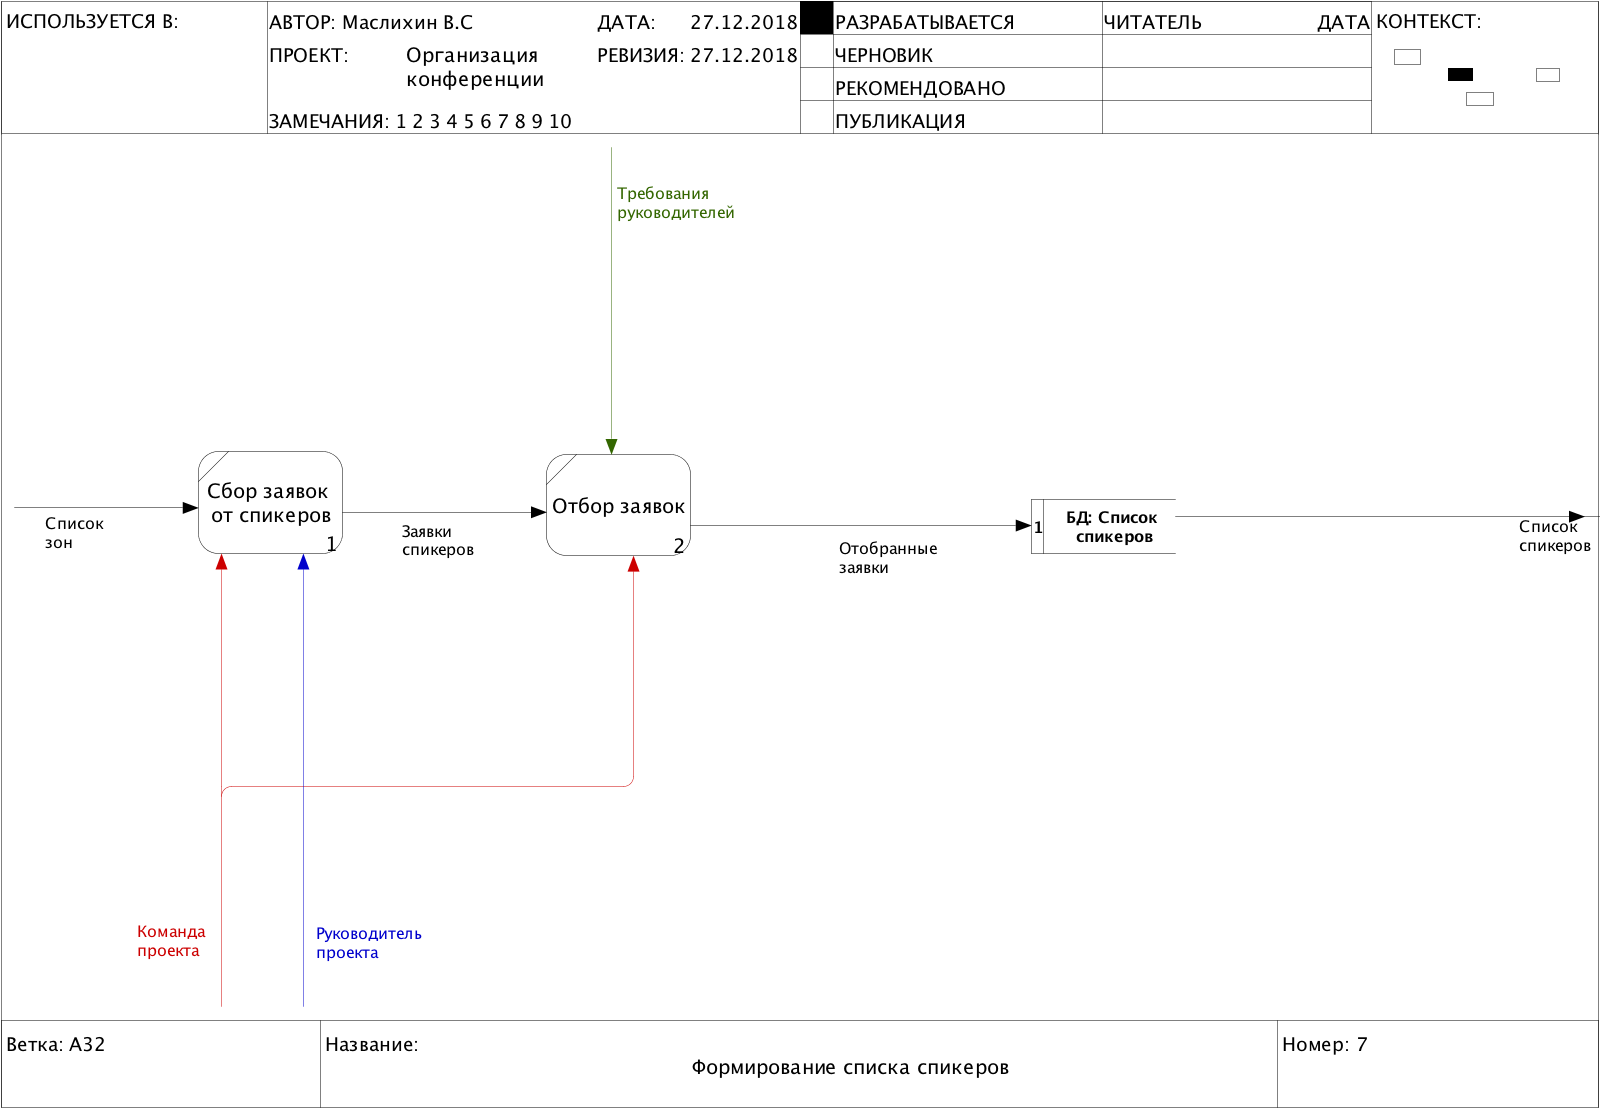 ИСПОЛЬЗУЕТСЯ В:
АВТОР: Маслихин В.С
ДАТА: 27.12.2018
ПРОЕКТ: Организация
конференции
РЕВИЗИЯ: 27.12.2018
ЗАМЕЧАНИЯ: 1 2 3 4 5 6 7 8 9 10
РАЗРАБАТЫВАЕТСЯ
ЧЕРНОВИК
РЕКОМЕНДОВАНО
ПУБЛИКАЦИЯ
ЧИТАТЕЛЬ ДАТА
КОНТЕКСТ:
Требования
руководителей
Список
зон
Сбор заявок
от спикеров
1
Заявки
спикеров
Отбор заявок
2
Отобранные
заявки
1
БД: Список
спикеров
Список
спикеров
Команда
проекта
Руководитель
проекта
Ветка: A32
Название:
Формирование списка спикеров
Номер: 7